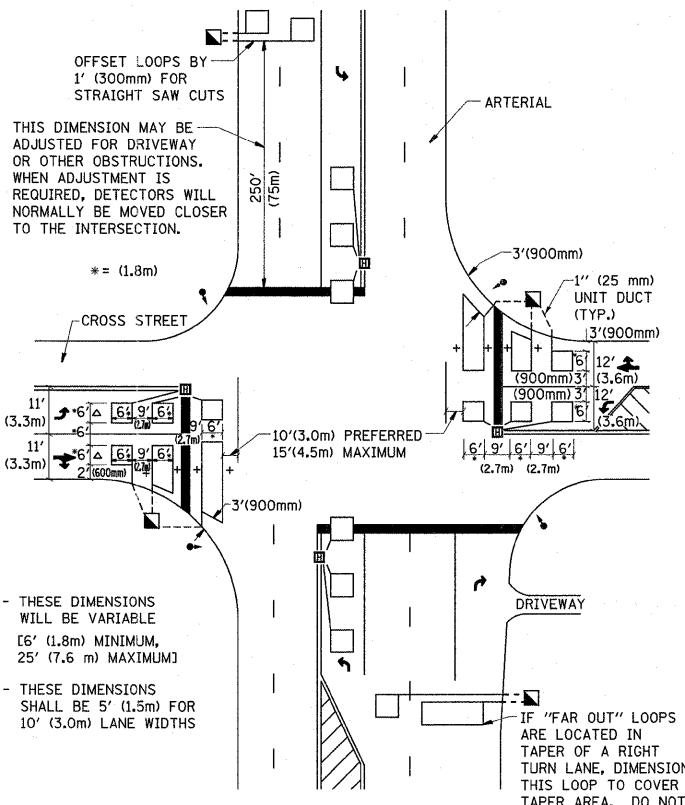 OFFSET LOOPS BY
1' (300mm) FOR
STRAIGHT SAW CUTS
ARTERIAL
THIS DIMENSION MAY BE
ADJUSTED FOR DRIVEWAY
OR OTHER OBSTRUCTIONS.
WHEN ADJUSTMENT IS
REQUIRED, DETECTORS WILL
NORMALLY BE MOVED CLOSER
TO THE INTERSECTION.
250'
(75m)
* = (1.8m)
3'(900mm)
1" (25 mm)
UNIT DUCT
(TYP.)
CROSS STREET
3'(900mm)
*6'
12'
(3.6m)
(900mm) 3'
(900mm) 3'
12'
(3.6m)
*6'
11'
(3.3m)
*6'
6'* 9' 6'*
(2.7m)
*6'
(2.7m)
9' 6'
*
11'
(3.3m)
*6'
6'* 9' 6'*
(2.7m)
2' (600mm)
10'(3.0m) PREFERRED
15'(4.5m) MAXIMUM
6' 9' 6' 9' 6'
* (2.7m) * (2.7m) *
3'(900mm)
- THESE DIMENSIONS
WILL BE VARIABLE
[6' (1.8m) MINIMUM,
25' (7.6 m) MAXIMUM]
- THESE DIMENSIONS
SHALL BE 5' (1.5m) FOR
10' (3.0m) LANE WIDTHS
DRIVEWAY
IF "FAR OUT" LOOPS
ARE LOCATED IN
TAPER OF A RIGHT
TURN LANE, DIMENSION
THIS LOOP TO COVER
TAPER AREA. DO NOT